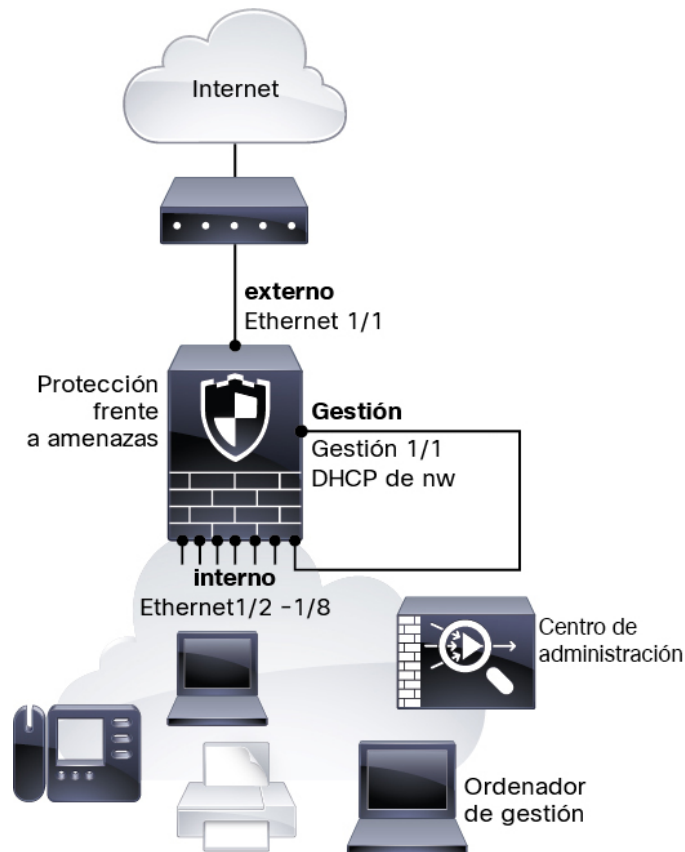 Internet
externo
Ethernet 1/1
Protección
frente
a amenazas
Gestión
Gestión 1/1
DHCP de nw
interno
Ethernet1/2 -1/8
Centro de
administración
Ordenador
de gestión